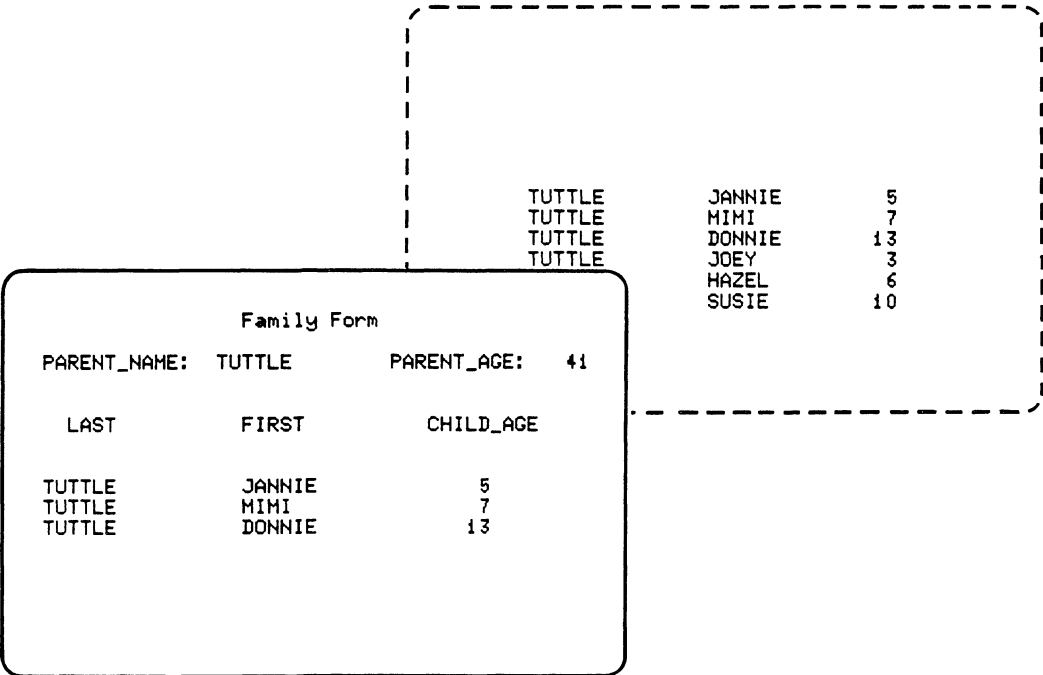 TUTTLE JANNIE 5
TUTTLE MIMI 7
TUTTLE DONNIE 13
TUTTLE JOEY 3
HAZEL 6
SUSIE 10
Family Form
PARENT_NAME: TUTTLE PARENT_AGE: 41
LAST FIRST CHILD_AGE
TUTTLE JANNIE 5
TUTTLE MIMI 7
TUTTLE DONNIE 13